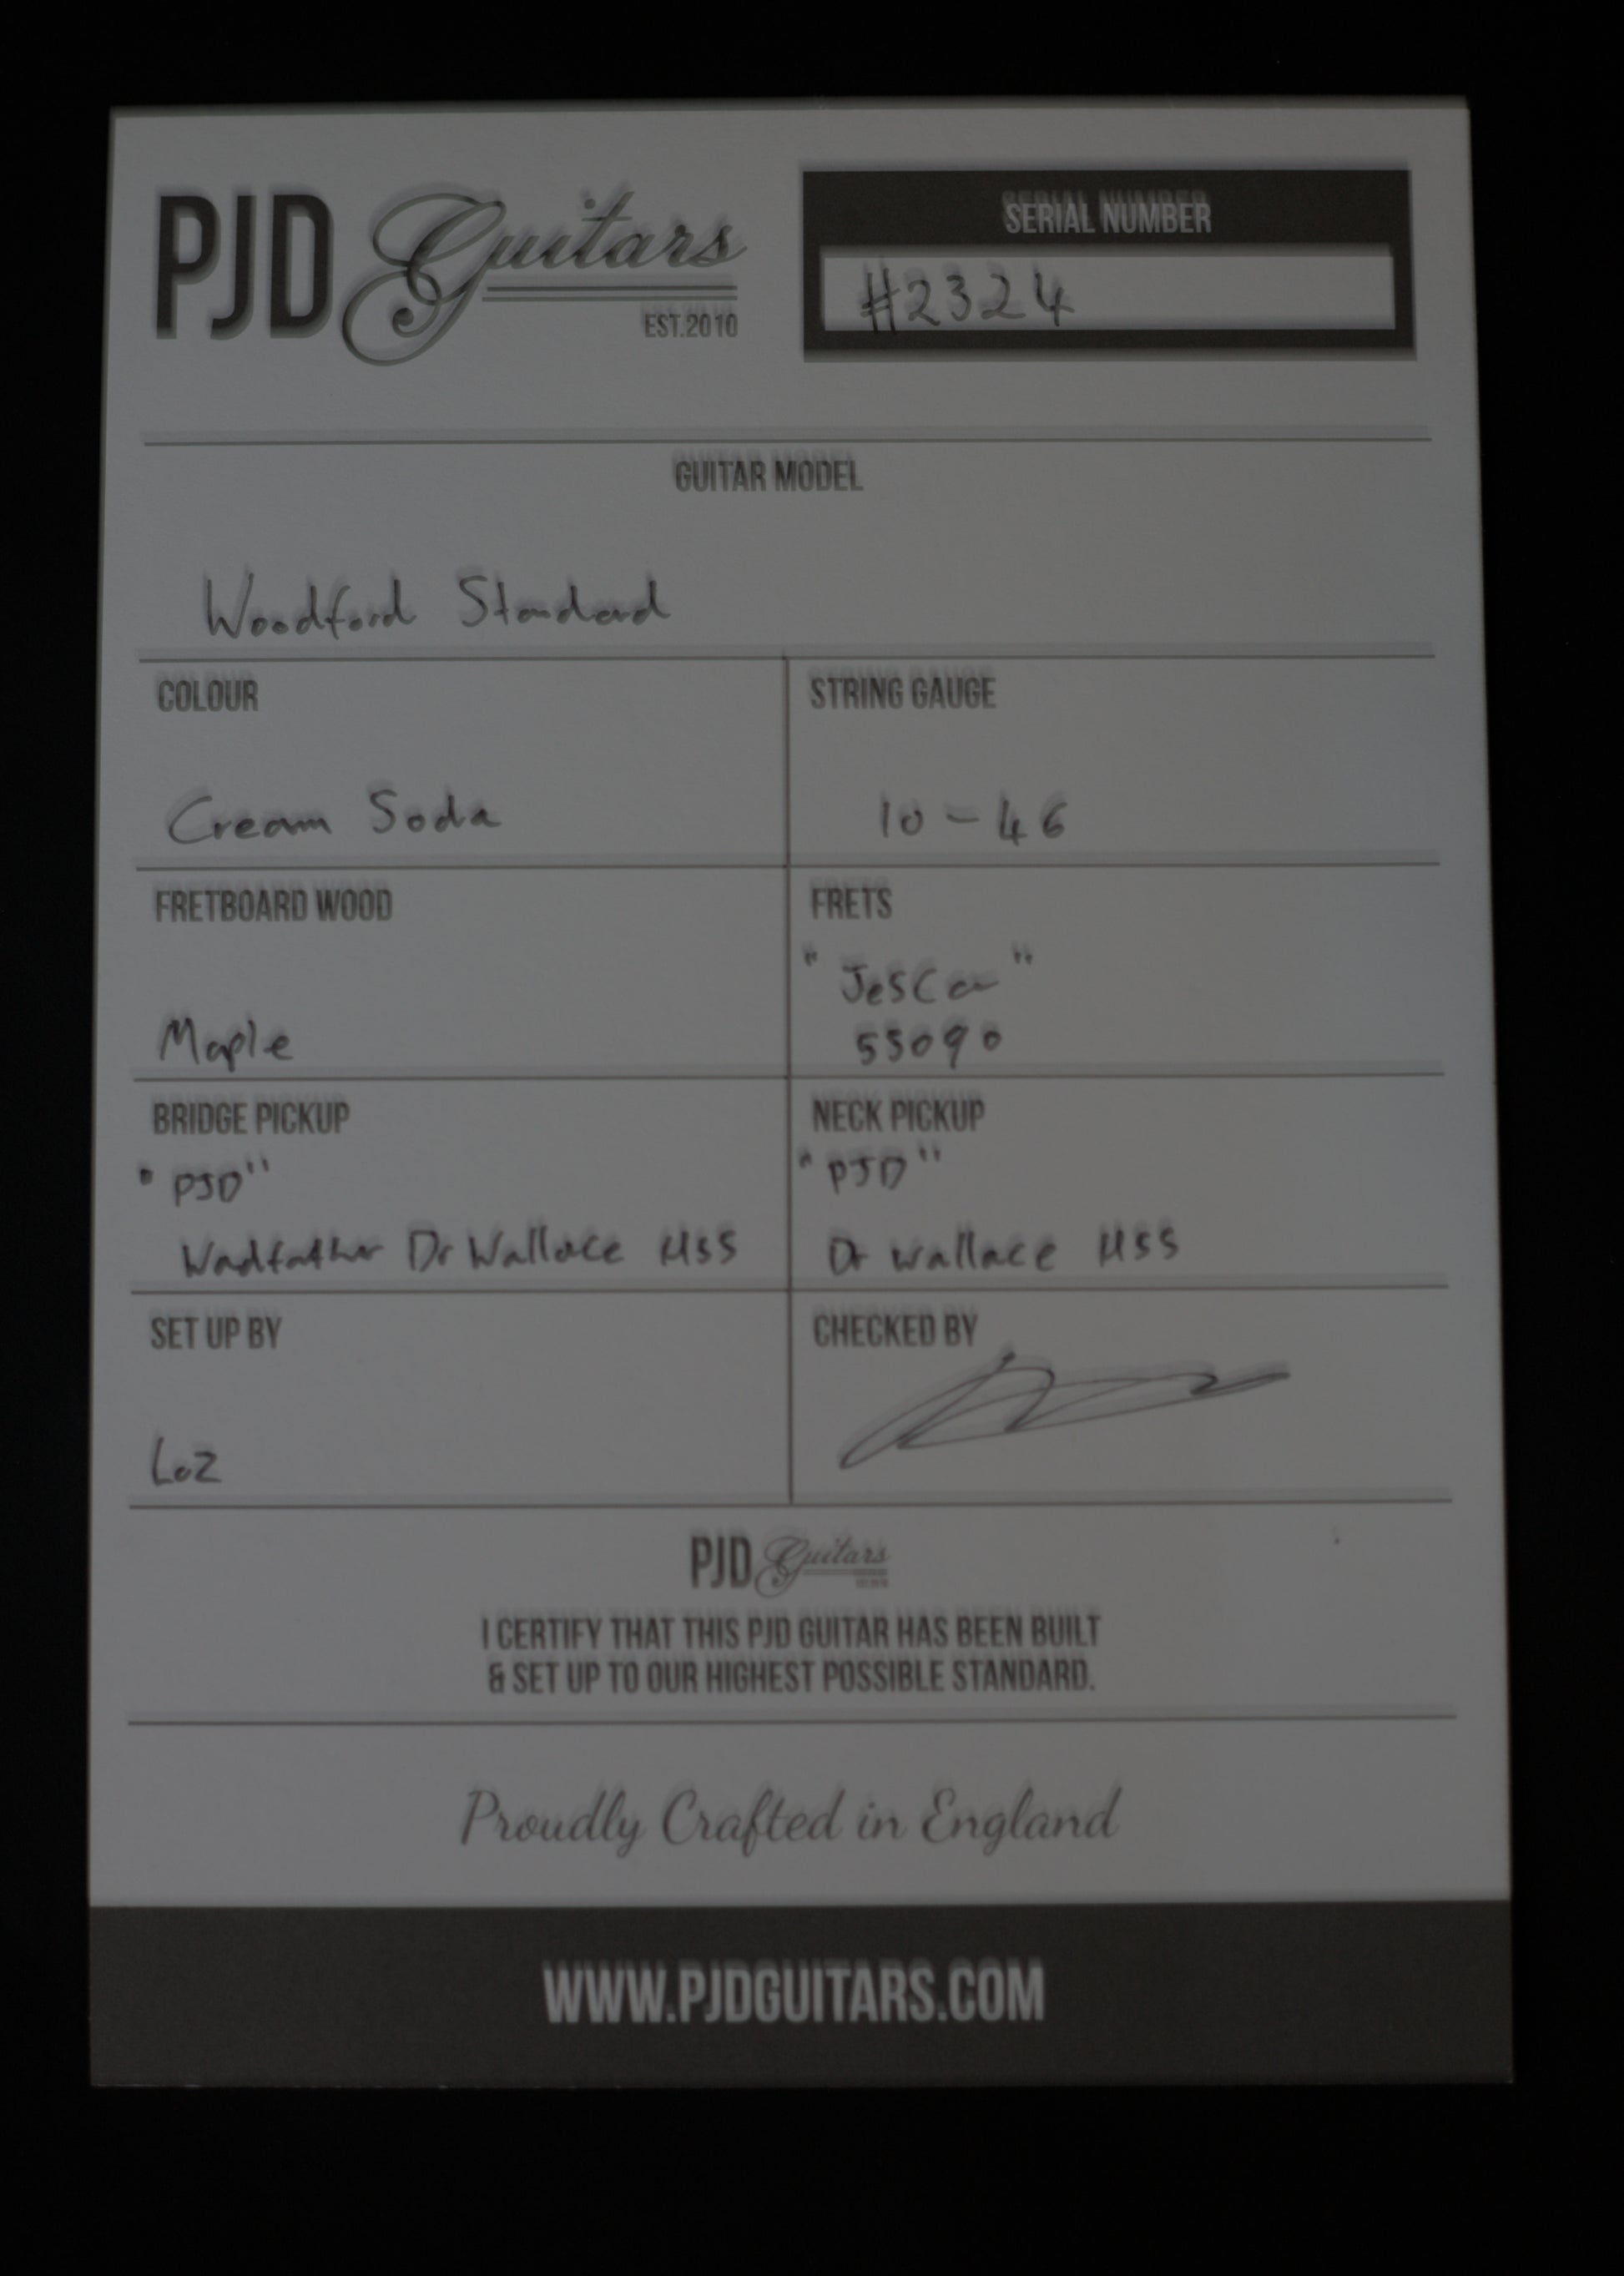 PJD Guitars
EST.2010
SERIAL NUMBER
#2324
GUITAR MODEL
Woodford Standard
COLOUR
Cream Soda
STRING GAUGE
10-46
FRETBOARD WOOD
Maple
FRETS
"Jescar"
55090
BRIDGE PICKUP
"PJD"
Wadfather Dr Wallace HSS
NECK PICKUP
"PJD"
Dr Wallace HSS
SET UP BY
Loz
CHECKED BY
PJD Guitars
I CERTIFY THAT THIS PJD GUITAR HAS BEEN BUILT
& SET UP TO OUR HIGHEST POSSIBLE STANDARD.
Proudly Crafted in England
WWW.PJDGUITARS.COM